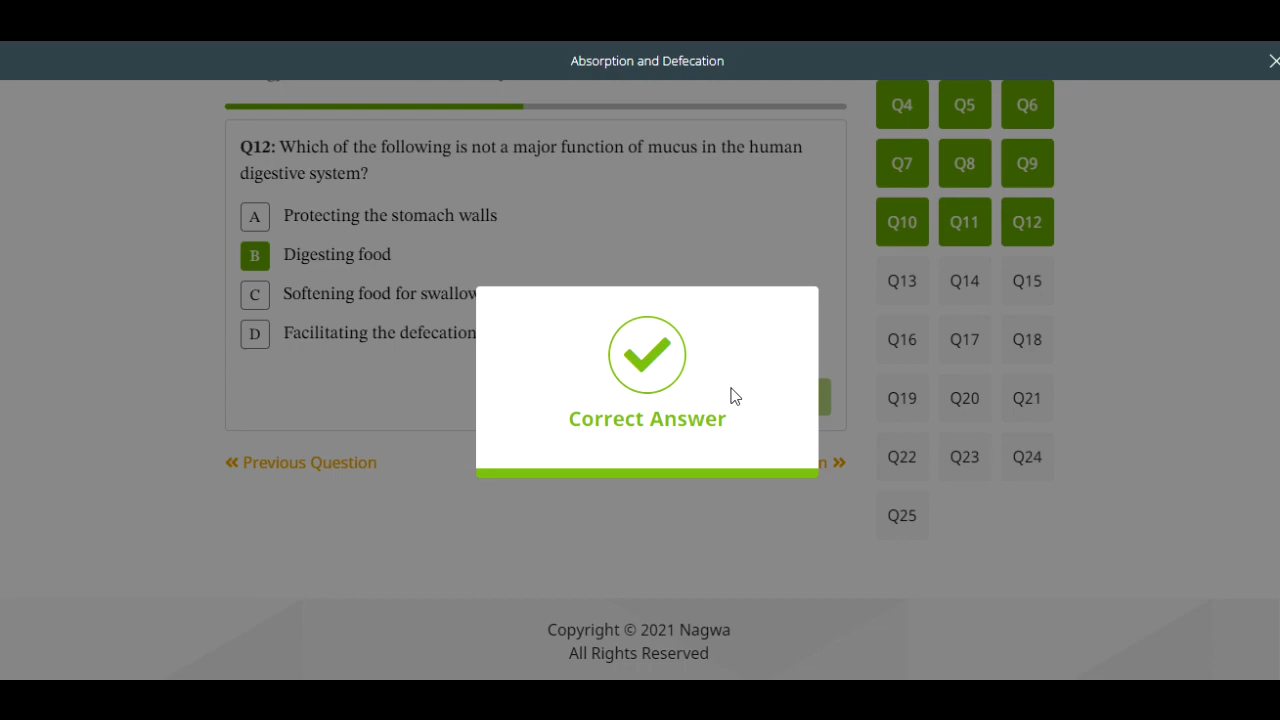 Absorption and Defecation
Q4 Q5 Q6
Q12: Which of the following is not a major function of mucus in the human
digestive system?
Q7 Q8 Q9
A Protecting the stomach walls
Q10 Q11 Q12
B Digesting food
Q13 Q14 Q15
C Softening food for swallow
D Facilitating the defecation
Q16 Q17 Q18
Correct Answer
Q19 Q20 Q21
« Previous Question
n »
Q22 Q23 Q24
Q25
Copyright © 2021 Nagwa
All Rights Reserved